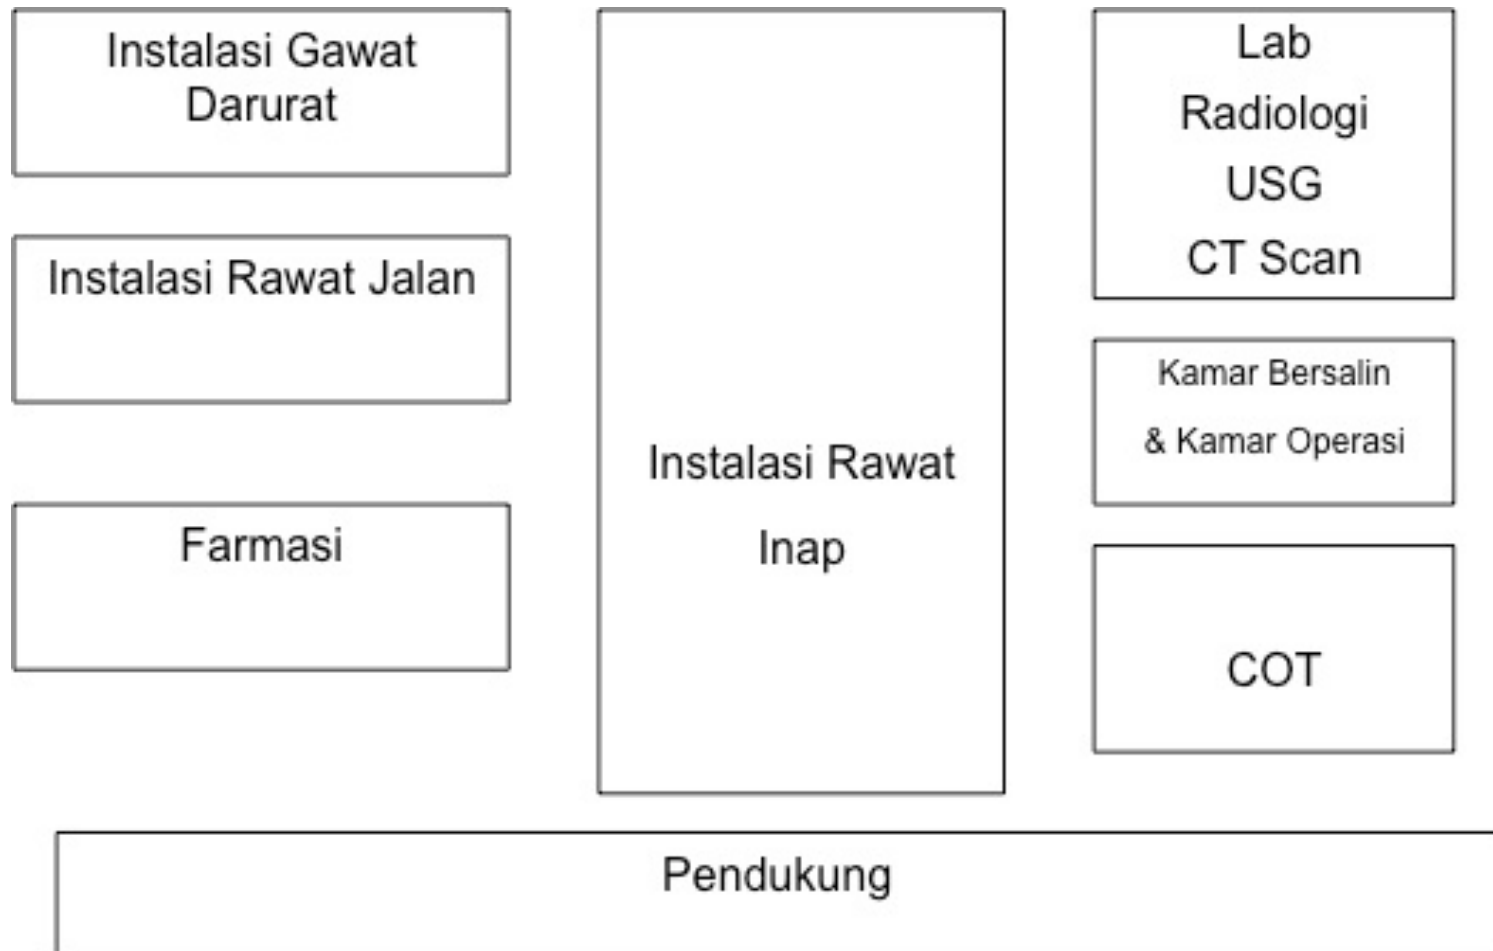 Instalasi Gawat
Darurat
Instalasi Rawat Jalan
Farmasi
Instalasi Rawat
Inap
Lab
Radiologi
USG
CT Scan
Kamar Bersalin
& Kamar Operasi
COT
Pendukung